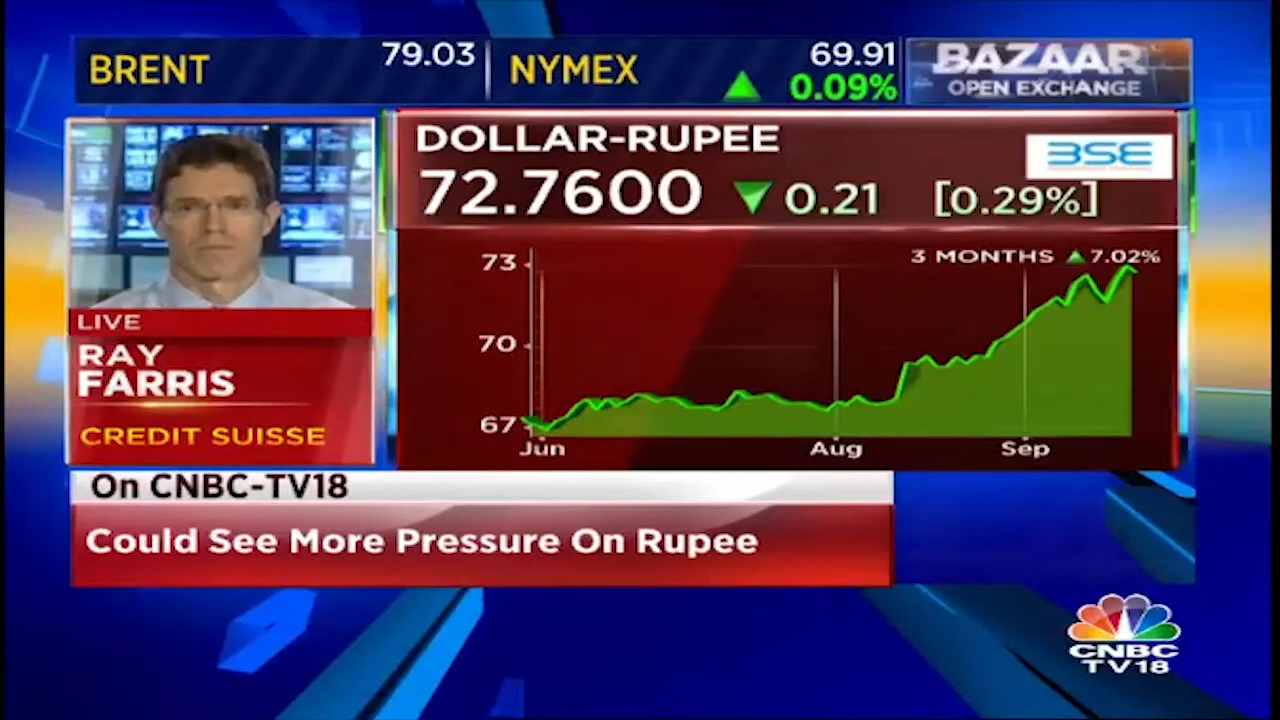 BRENT 79.03 NYMEX 69.91
▲ 0.09%
BAZAAR
OPEN EXCHANGE
DOLLAR-RUPEE
BSE
72.7600 ▼ 0.21 [0.29%]
3 MONTHS ▲ 7.02%
73
70
67
Jun Aug Sep
LIVE
RAY
FARRIS
CREDIT SUISSE
On CNBC-TV18
Could See More Pressure On Rupee
CNBC
TV18